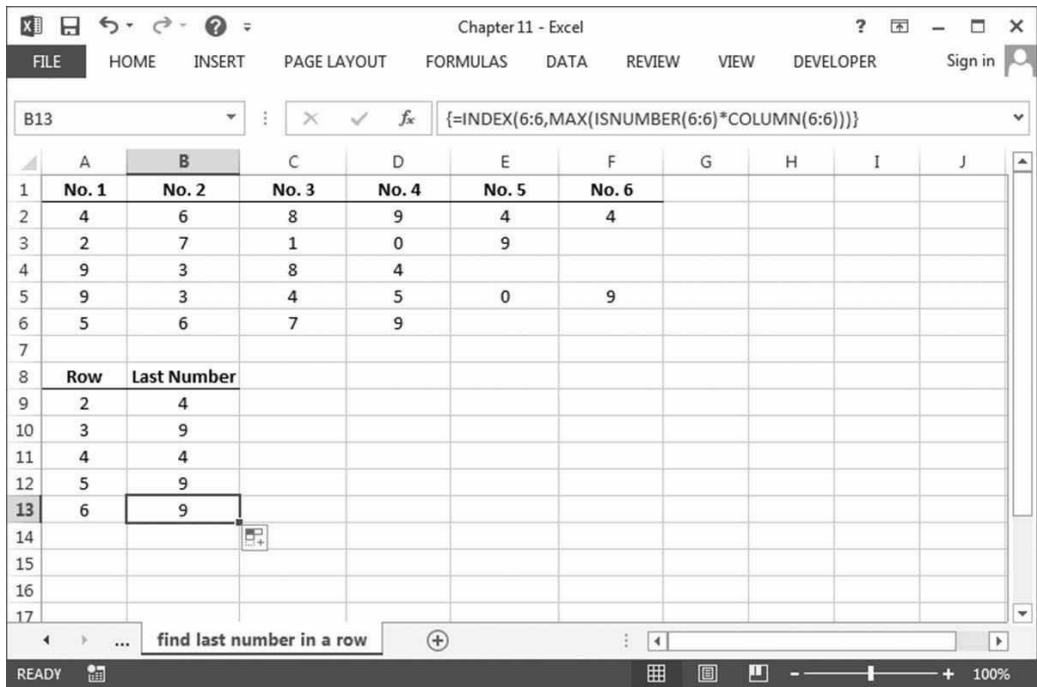 Chapter 11 - Excel
FILE HOME INSERT PAGE LAYOUT FORMULAS DATA REVIEW VIEW DEVELOPER Sign in
B13 fx {=INDEX(6:6,MAX(ISNUMBER(6:6)*COLUMN(6:6)))}
A B C D E F G H I J
1 No. 1 No. 2 No. 3 No. 4 No. 5 No. 6
2 4 6 8 9 4 4
3 2 7 1 0 9
4 9 3 8 4
5 9 3 4 5 0 9
6 5 6 7 9
7
8 Row Last Number
9 2 4
10 3 9
11 4 4
12 5 9
13 6 9
14
15
16
17
... find last number in a row
READY 100%